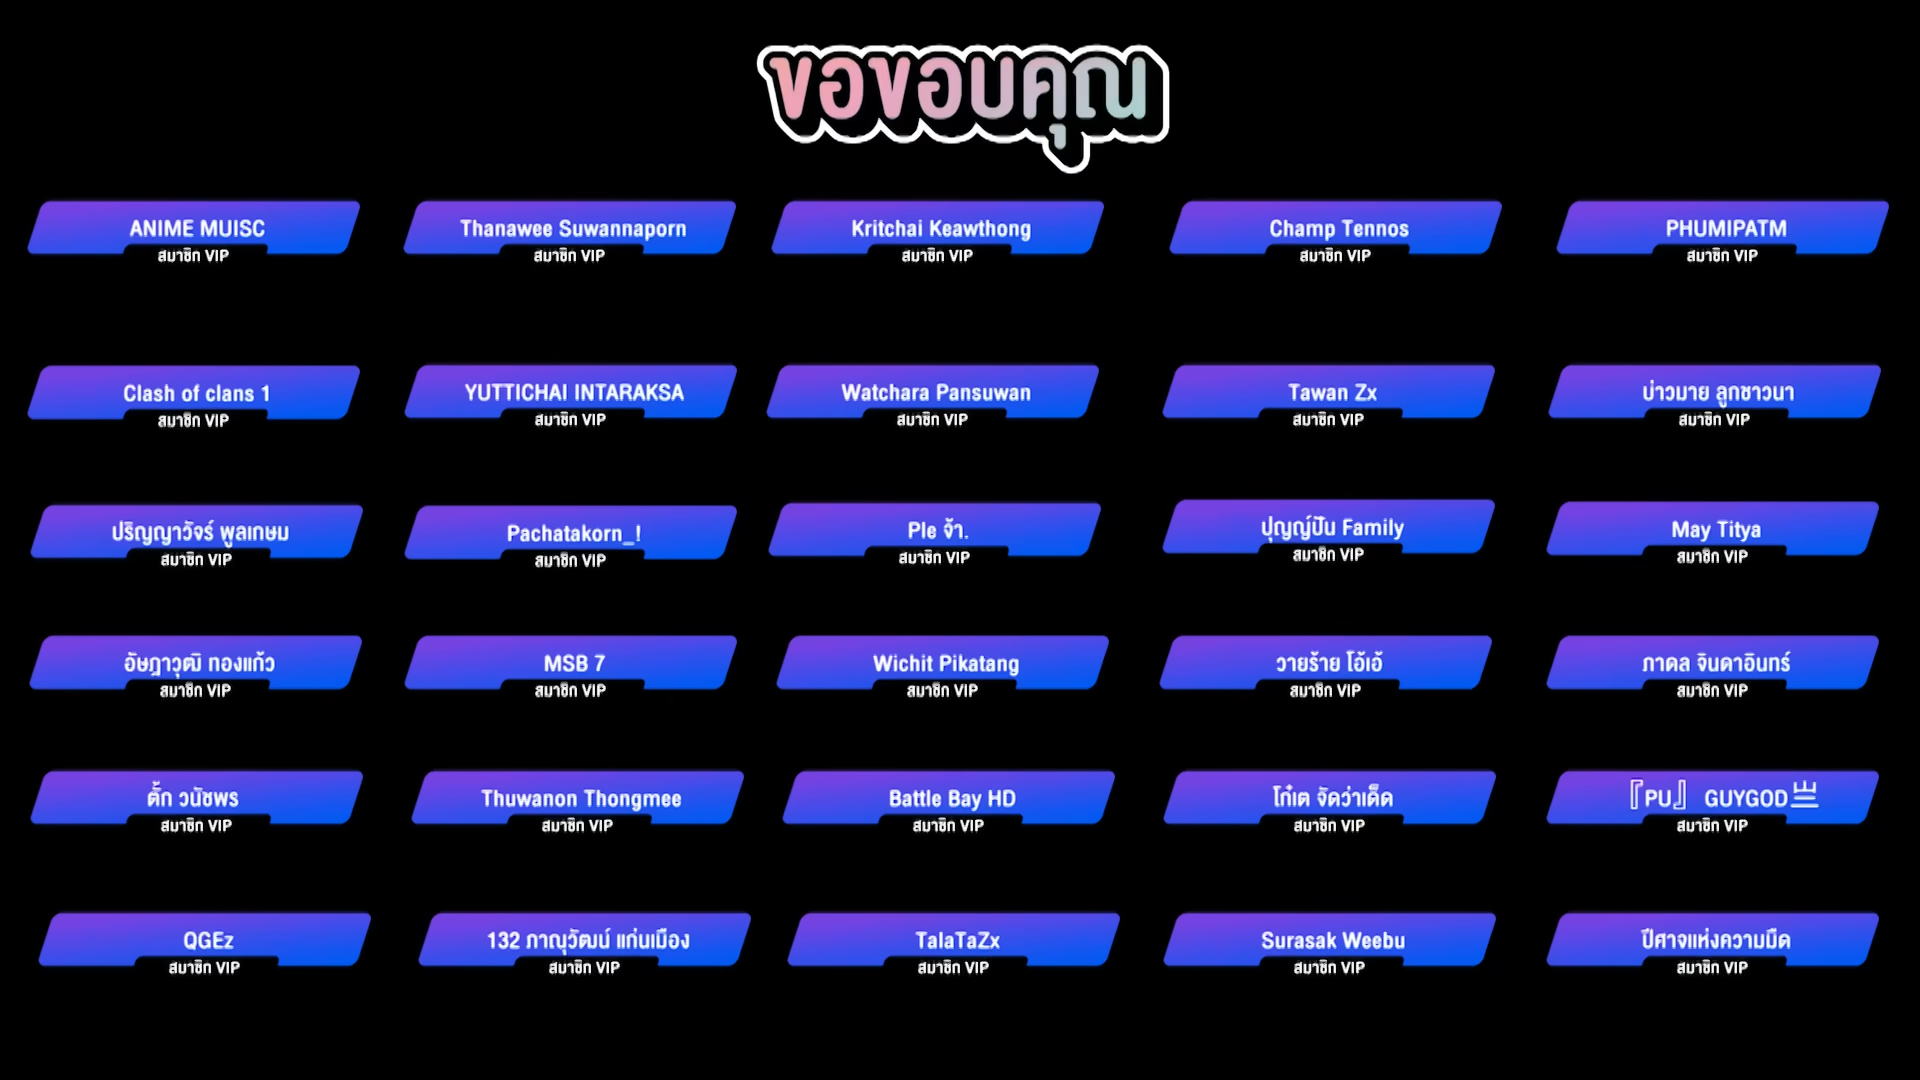 ขอขอบคุณ
ANIME MUISC
สมาชิก VIP
Thanawee Suwannaporn
สมาชิก VIP
Kritchai Keawthong
สมาชิก VIP
Champ Tennos
สมาชิก VIP
PHUMIPATM
สมาชิก VIP
Clash of clans 1
สมาชิก VIP
YUTTICHAI INTARAKSA
สมาชิก VIP
Watchara Pansuwan
สมาชิก VIP
Tawan Zx
สมาชิก VIP
บ่าวมาย ลูกชาวนา
สมาชิก VIP
ปริญญาวัจร์ พูลเกษม
สมาชิก VIP
Pachatakorn_!
สมาชิก VIP
Ple จ้า.
สมาชิก VIP
ปุญญ์ปัน Family
สมาชิก VIP
May Titya
สมาชิก VIP
อัษฎาวุฒิ ทองแก้ว
สมาชิก VIP
MSB 7
สมาชิก VIP
Wichit Pikatang
สมาชิก VIP
วายร้าย โอ้เอ้
สมาชิก VIP
ภาดล จินดาอินทร์
สมาชิก VIP
ตั้ก วนัชพร
สมาชิก VIP
Thuwanon Thongmee
สมาชิก VIP
Battle Bay HD
สมาชิก VIP
โก๋เต จัดว่าเด็ด
สมาชิก VIP
『PU』 GUYGOD亗
สมาชิก VIP
QGEz
สมาชิก VIP
132 ภาณุวัฒน์ แก่นเมือง
สมาชิก VIP
TalaTaZx
สมาชิก VIP
Surasak Weebu
สมาชิก VIP
ปีศาจแห่งความมืด
สมาชิก VIP